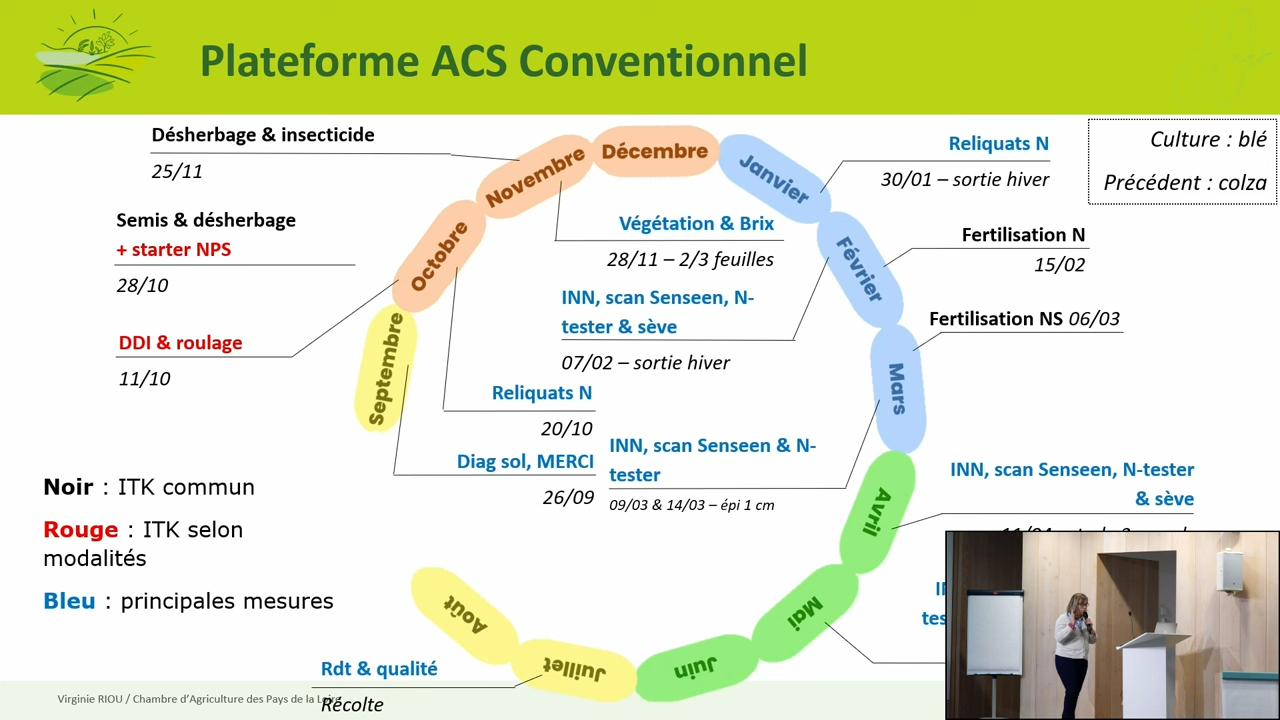 Plateforme ACS Conventionnel
Culture : blé
Précédent : colza
Désherbage & insecticide
25/11
Semis & désherbage
+ starter NPS
28/10
DDI & roulage
11/10
Septembre
Octobre
Novembre
Décembre
Janvier
Février
Mars
Avril
Mai
Juin
Juillet
Août
Reliquats N
30/01 – sortie hiver
Végétation & Brix
28/11 – 2/3 feuilles
Fertilisation N
15/02
INN, scan Senseen, N-
tester & sève
07/02 – sortie hiver
Fertilisation NS 06/03
Reliquats N
20/10
Diag sol, MERCI
26/09
INN, scan Senseen & N-
tester
09/03 & 14/03 – épi 1 cm
INN, scan Senseen, N-tester
& sève
Noir : ITK commun
Rouge : ITK selon
modalités
Bleu : principales mesures
Rdt & qualité
Récolte
Virginie RIOU / Chambre d'Agriculture des Pays de la Loire